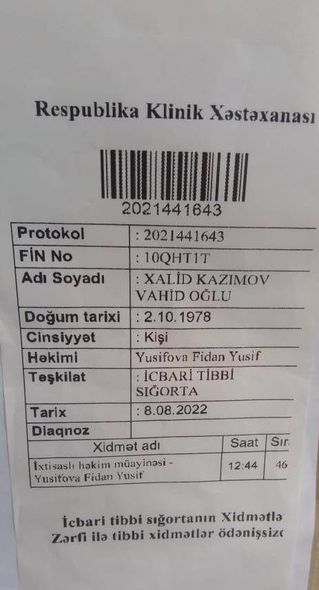 Respublika Klinik Xəstəxanası
2021441643
Protokol : 2021441643
FİN No : 10QHT1T
Adı Soyadı : XALİD KAZIMOV
VAHİD OĞLU
Doğum tarixi : 2.10.1978
Cinsiyyət : Kişi
Həkimi Yusifova Fidan Yusif
Təşkilat : İCBARİ TİBBİ
SIĞORTA
Tarix : 8.08.2022
Diaqnoz
Xidmət adı Saat Sır
İxtisaslı həkim müayinəsi - 12:44 46
Yusifova Fidan Yusif
İcbari tibbi sığortanın Xidmətlə
Zərfi ilə tibbi xidmətlər ödənişsizd